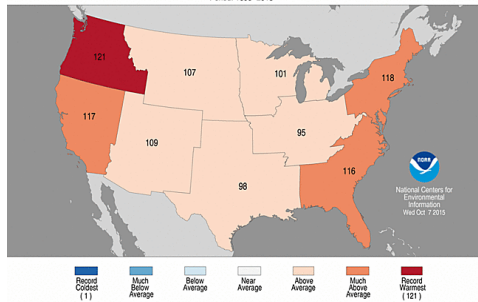 121
107
101
118
117
109
95
98
116
NOAA
National Centers for
Environmental
Information
Wed Oct 7 2015
Record
Coldest
(1)
Much
Below
Average
Below
Average
Near
Average
Above
Average
Much
Above
Average
Record
Warmest
(121)